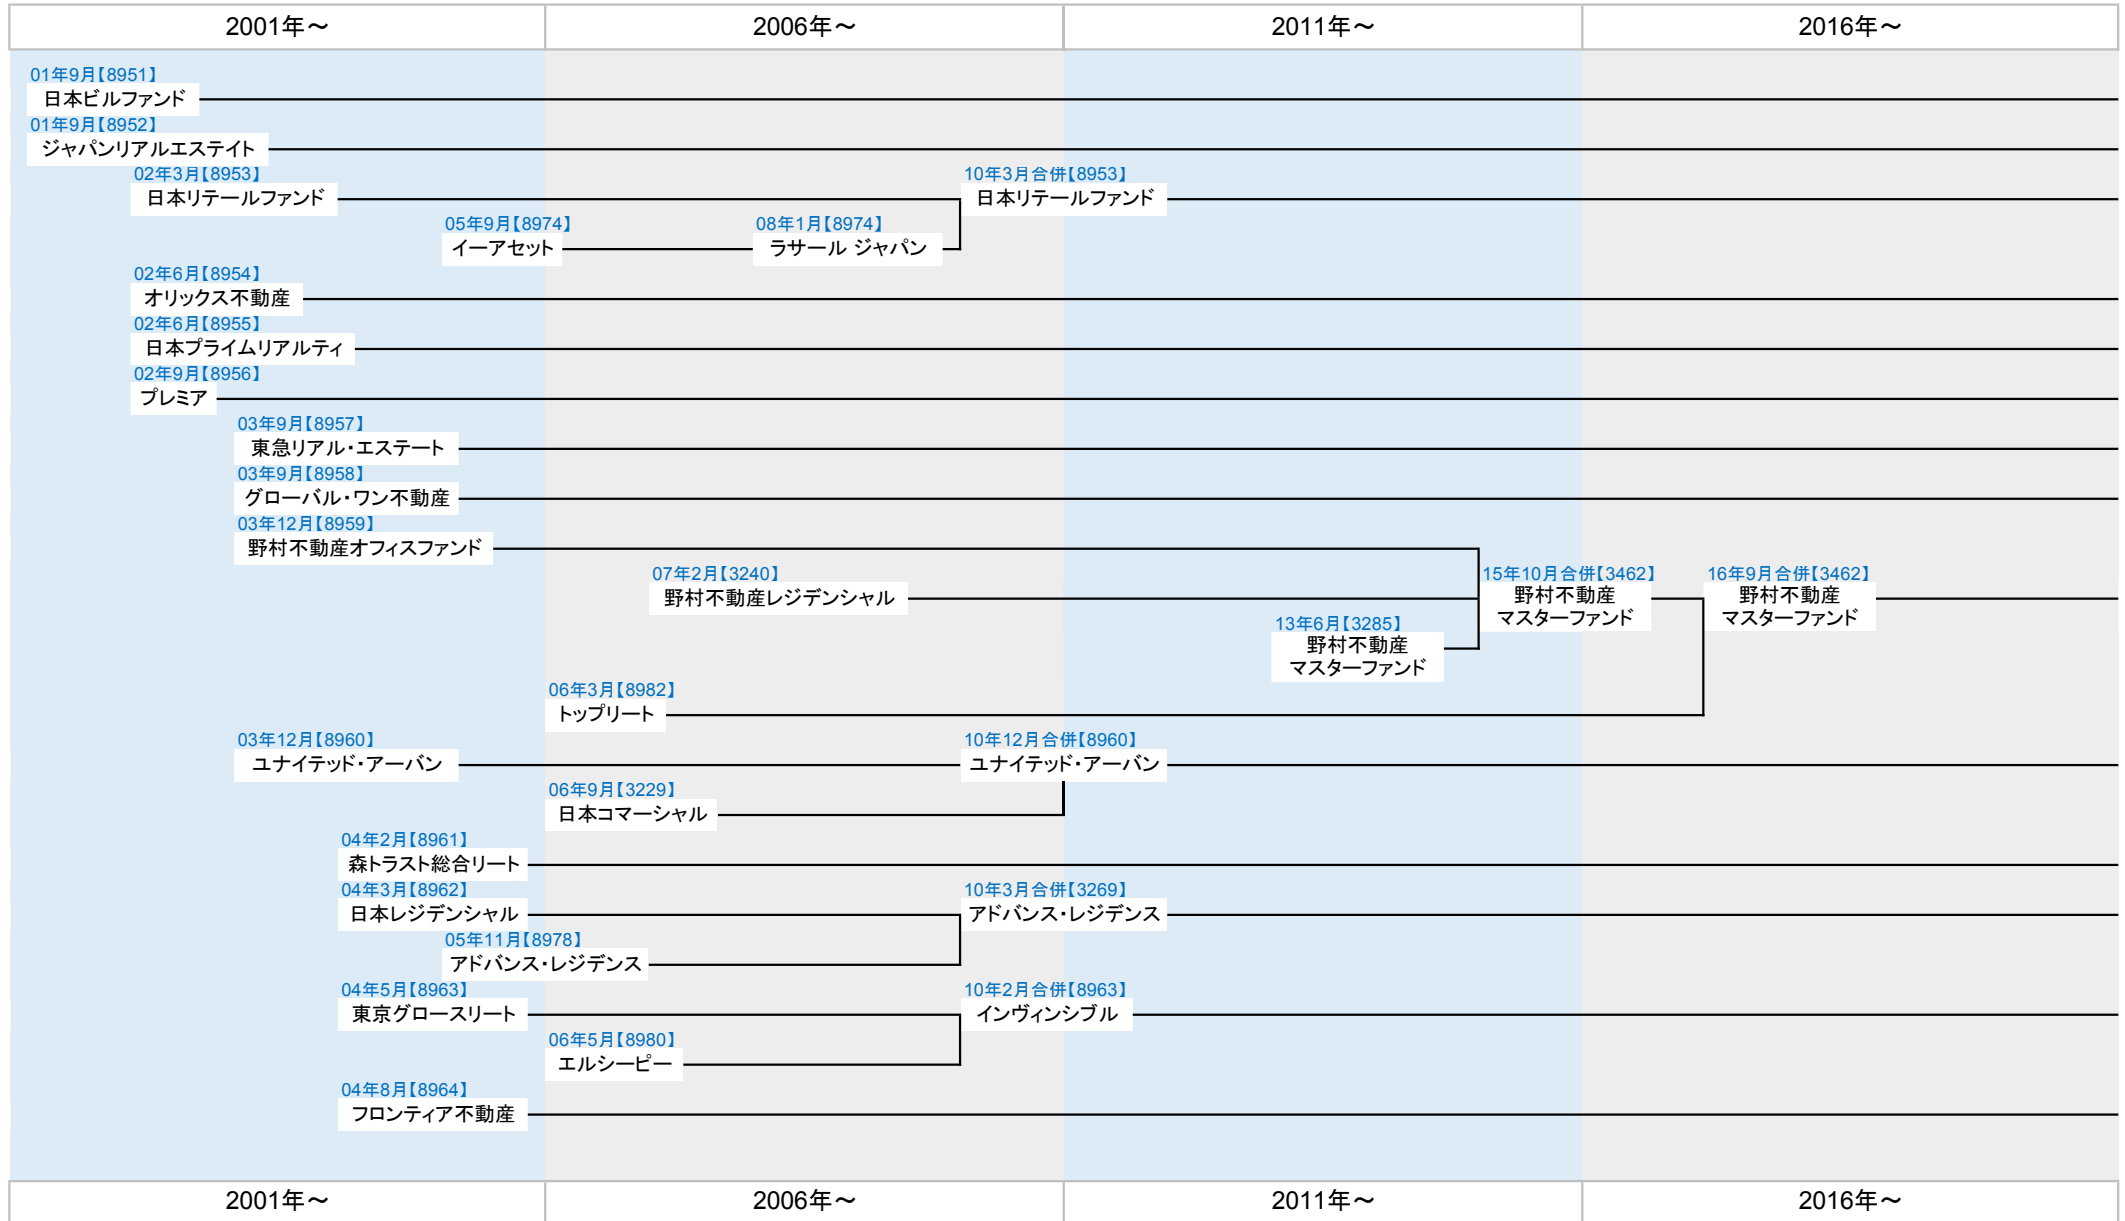 2001年～
2006年～
2011年～
2016年～
01年9月【8951】
日本ビルファンド
01年9月【8952】
ジャパンリアルエステイト
02年3月【8953】
日本リテールファンド
10年3月合併【8953】
日本リテールファンド
05年9月【8974】
イーアセット
08年1月【8974】
ラサール ジャパン
02年6月【8954】
オリックス不動産
02年6月【8955】
日本プライムリアルティ
02年9月【8956】
プレミア
03年9月【8957】
東急リアル・エステート
03年9月【8958】
グローバル・ワン不動産
03年12月【8959】
野村不動産オフィスファンド
07年2月【3240】
野村不動産レジデンシャル
15年10月合併【3462】
野村不動産
マスターファンド
16年9月合併【3462】
野村不動産
マスターファンド
13年6月【3285】
野村不動産
マスターファンド
06年3月【8982】
トップリート
03年12月【8960】
ユナイテッド・アーバン
10年12月合併【8960】
ユナイテッド・アーバン
06年9月【3229】
日本コマーシャル
04年2月【8961】
森トラスト総合リート
04年3月【8962】
日本レジデンシャル
10年3月合併【3269】
アドバンス・レジデンス
05年11月【8978】
アドバンス・レジデンス
04年5月【8963】
東京グロースリート
10年2月合併【8963】
インヴィンシブル
06年5月【8980】
エルシーピー
04年8月【8964】
フロンティア不動産
2001年～
2006年～
2011年～
2016年～